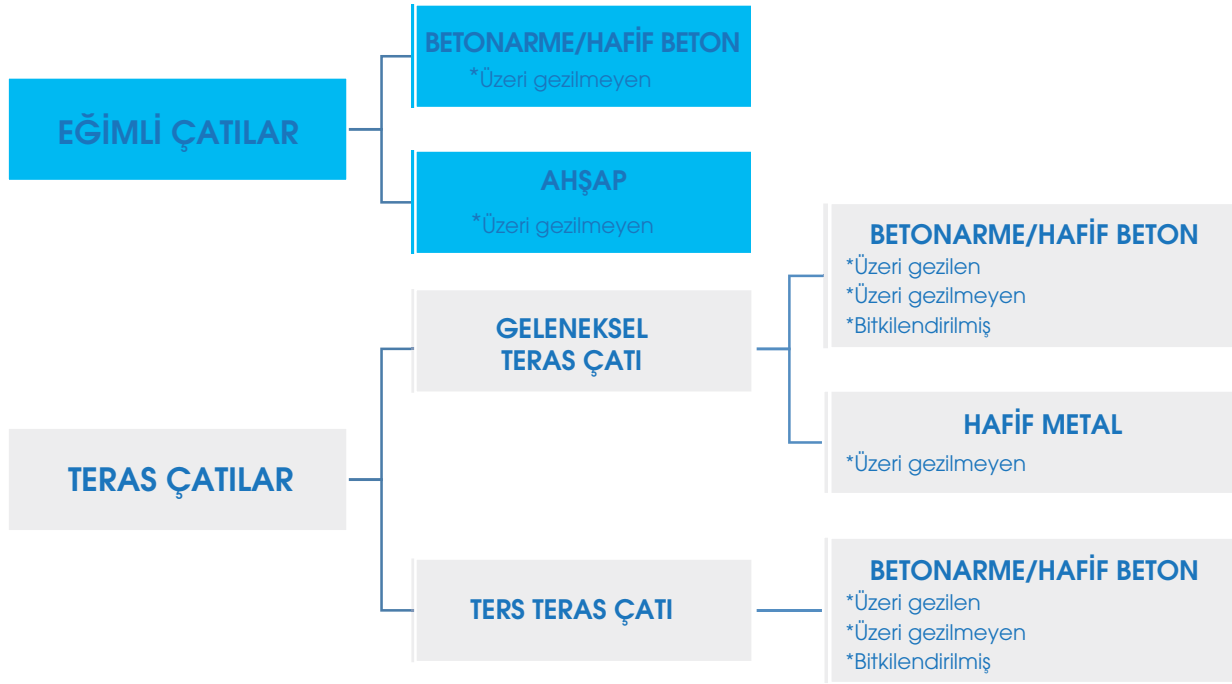 EĞİMLİ ÇATILAR
BETONARME/HAFİF BETON
*Üzeri gezilmeyen
AHŞAP
*Üzeri gezilmeyen
TERAS ÇATILAR
GELENEKSEL
TERAS ÇATI
BETONARME/HAFİF BETON
*Üzeri gezilen
*Üzeri gezilmeyen
*Bitkilendirilmiş
HAFİF METAL
*Üzeri gezilmeyen
TERS TERAS ÇATI
BETONARME/HAFİF BETON
*Üzeri gezilen
*Üzeri gezilmeyen
*Bitkilendirilmiş